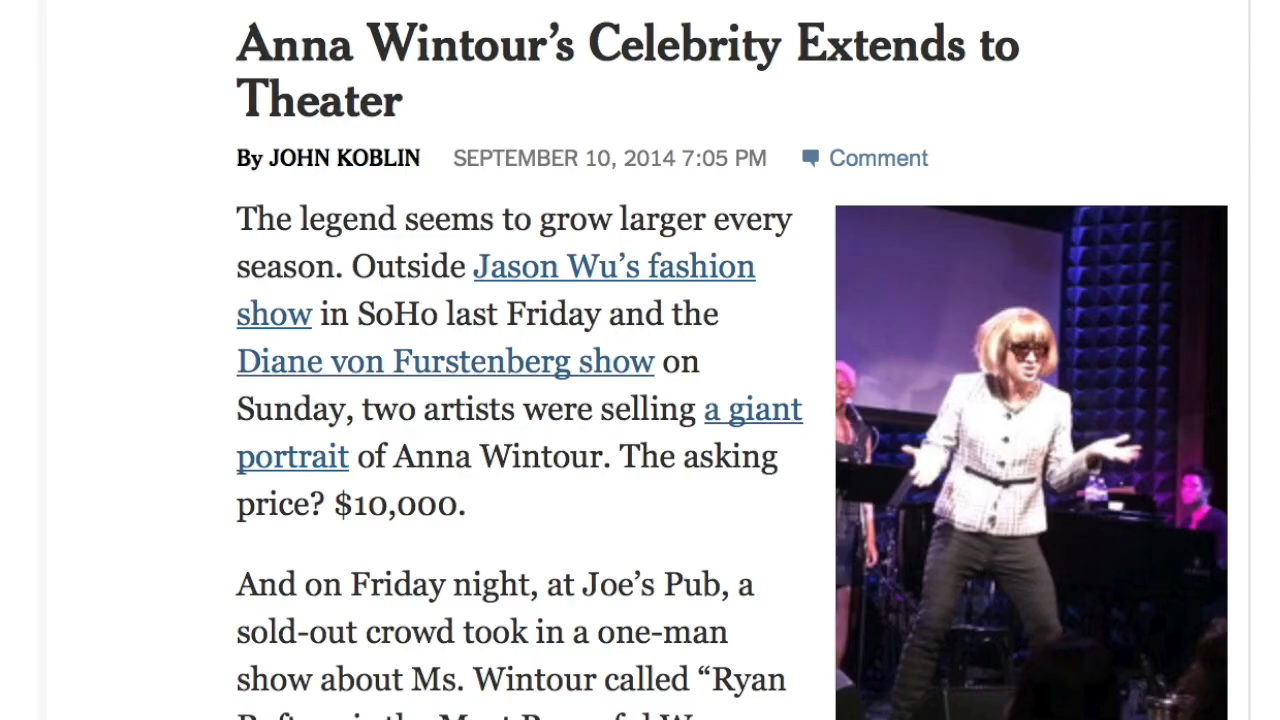 Anna Wintour’s Celebrity Extends to
Theater
By JOHN KOBLIN SEPTEMBER 10, 2014 7:05 PM Comment
The legend seems to grow larger every
season. Outside Jason Wu’s fashion
show in SoHo last Friday and the
Diane von Furstenberg show on
Sunday, two artists were selling a giant
portrait of Anna Wintour. The asking
price? $10,000.
And on Friday night, at Joe’s Pub, a
sold-out crowd took in a one-man
show about Ms. Wintour called “Ryan